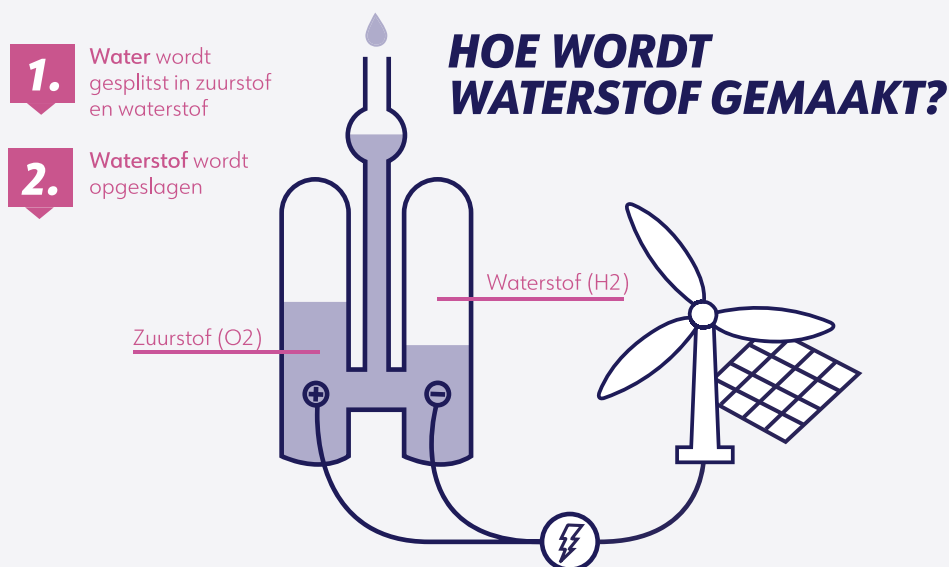 HOE WORDT
WATERSTOF GEMAAKT?
1.
Water wordt
gesplitst in zuurstof
en waterstof
2.
Waterstof wordt
opgeslagen
Waterstof (H2)
Zuurstof (O2)
+
−